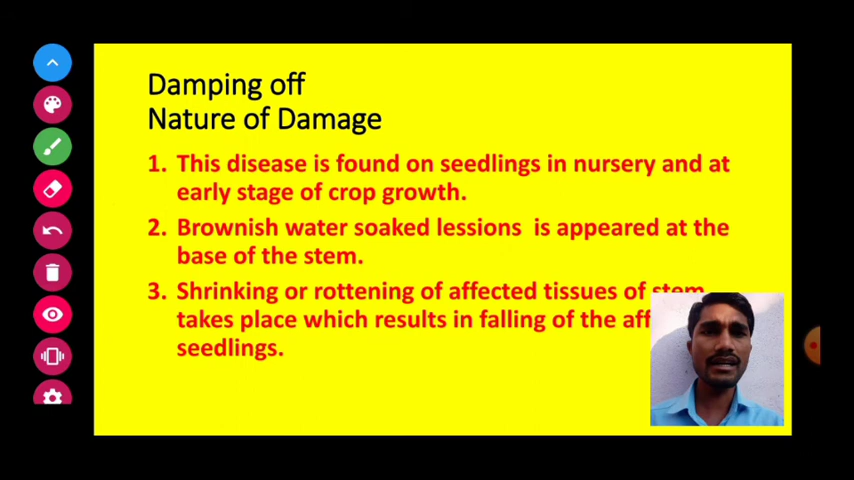 Damping off
Nature of Damage
1. This disease is found on seedlings in nursery and at
early stage of crop growth.
2. Brownish water soaked lessions is appeared at the
base of the stem.
3. Shrinking or rottening of affected tissues of stem
takes place which results in falling of the
seedlings.